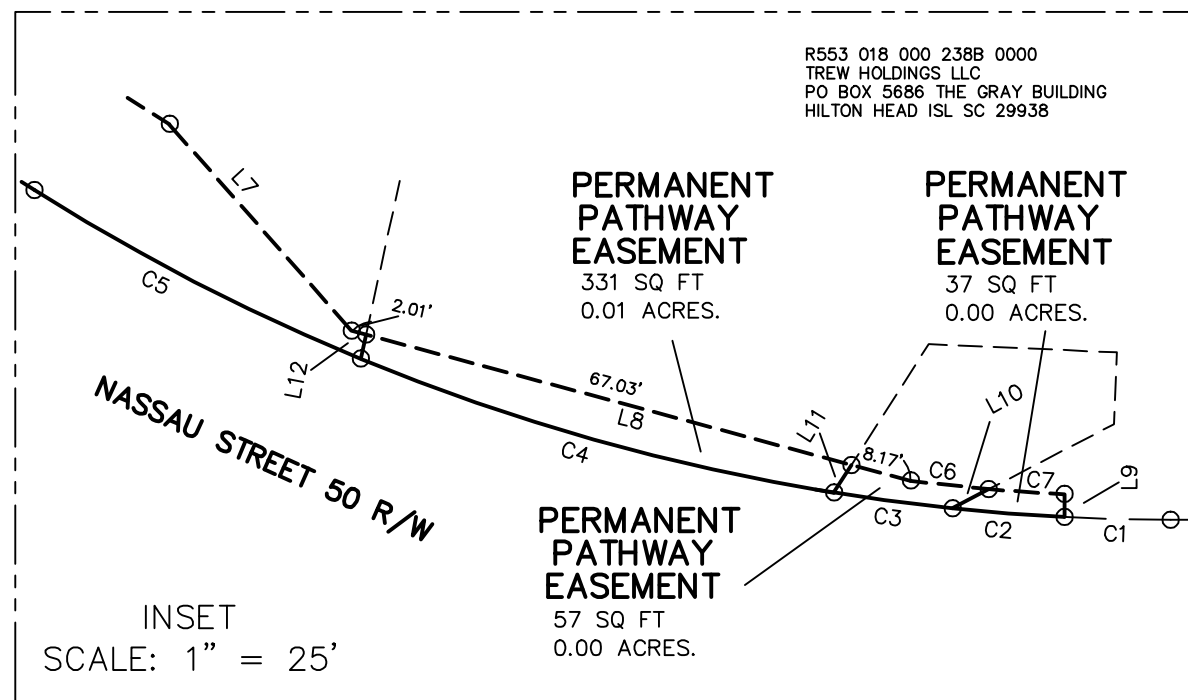 R553 018 000 238B 0000
TREW HOLDINGS LLC
PO BOX 5686 THE GRAY BUILDING
HILTON HEAD ISL SC 29938
L7
PERMANENT
PATHWAY
EASEMENT
331 SQ FT
0.01 ACRES.
PERMANENT
PATHWAY
EASEMENT
37 SQ FT
0.00 ACRES.
C5
2.01'
L12
67.03'
L8
L11
L10
8.17'
C6
C7
L9
C4
C3
C2
C1
NASSAU STREET 50 R/W
PERMANENT
PATHWAY
EASEMENT
57 SQ FT
0.00 ACRES.
INSET
SCALE: 1" = 25'